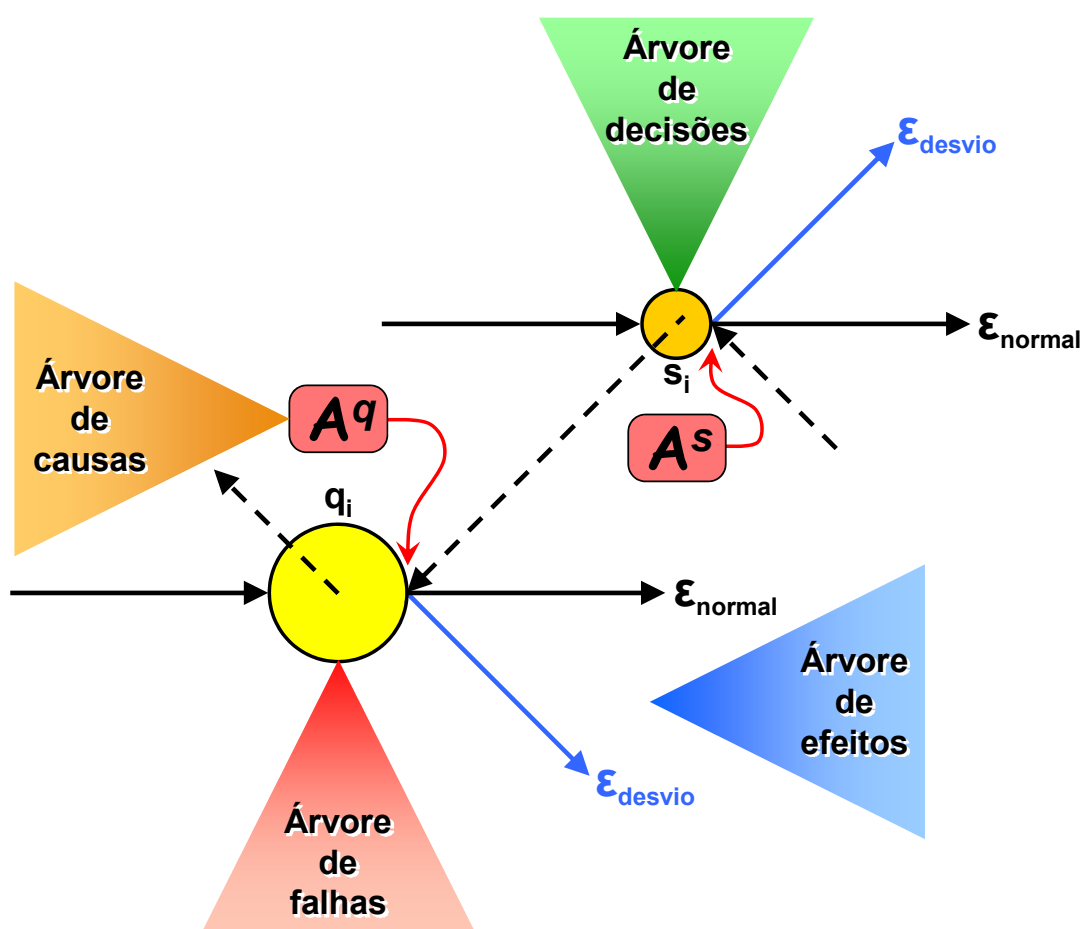 Árvore
de
decisões
εdesvio
εnormal
si
Árvore
de
causas
Aq
As
qi
εnormal
Árvore
de
efeitos
εdesvio
Árvore
de
falhas